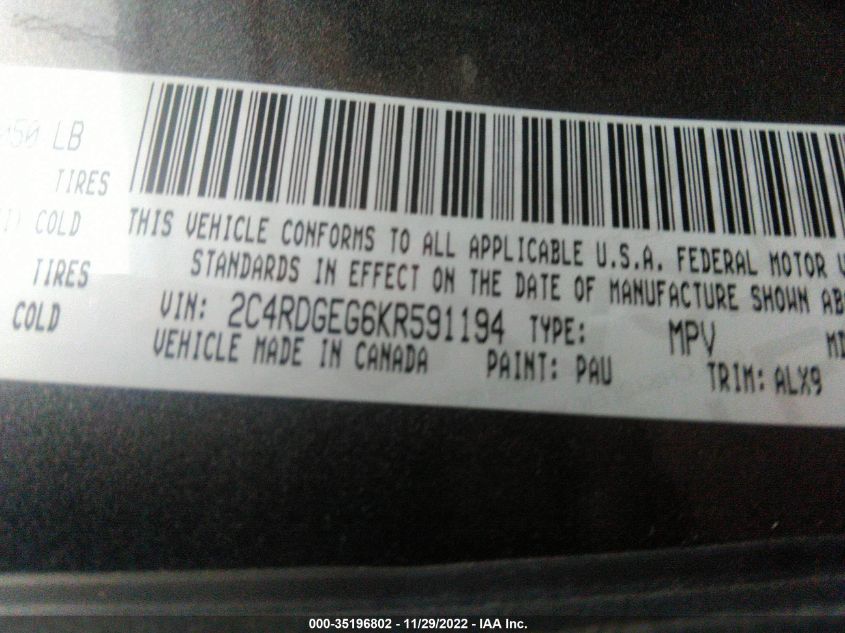 LB
TIRES
COLD
TIRES
COLD
THIS VEHICLE CONFORMS TO ALL APPLICABLE U.S.A. FEDERAL MOTOR
STANDARDS IN EFFECT ON THE DATE OF MANUFACTURE SHOWN
VIN: 2C4RDGEG6KR591194 TYPE: MPV
VEHICLE MADE IN CANADA PAINT: PAU TRIM: ALX9
000-35196802 - 11/29/2022 - IAA Inc.